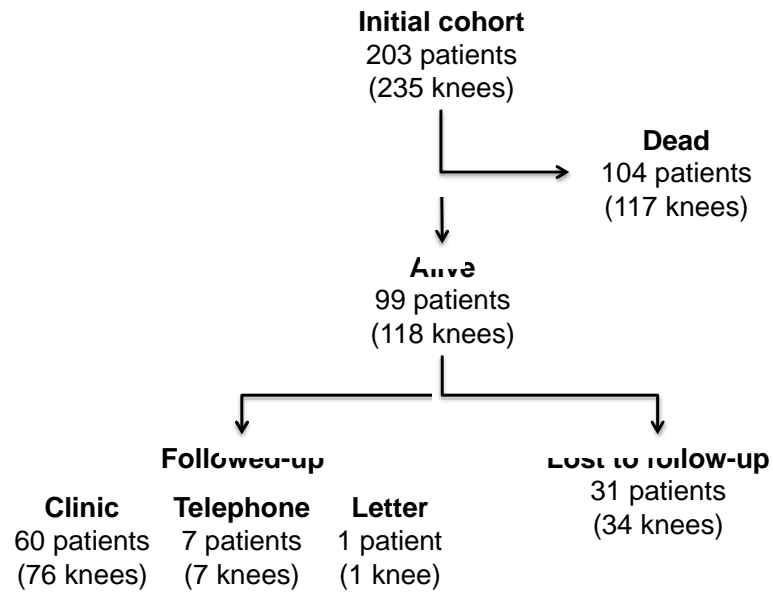 Initial cohort
203 patients
(235 knees)
Dead
104 patients
(117 knees)
Alive
99 patients
(118 knees)
Followed-up
Lost to follow-up
31 patients
(34 knees)
Clinic
60 patients
(76 knees)
Telephone
7 patients
(7 knees)
Letter
1 patient
(1 knee)